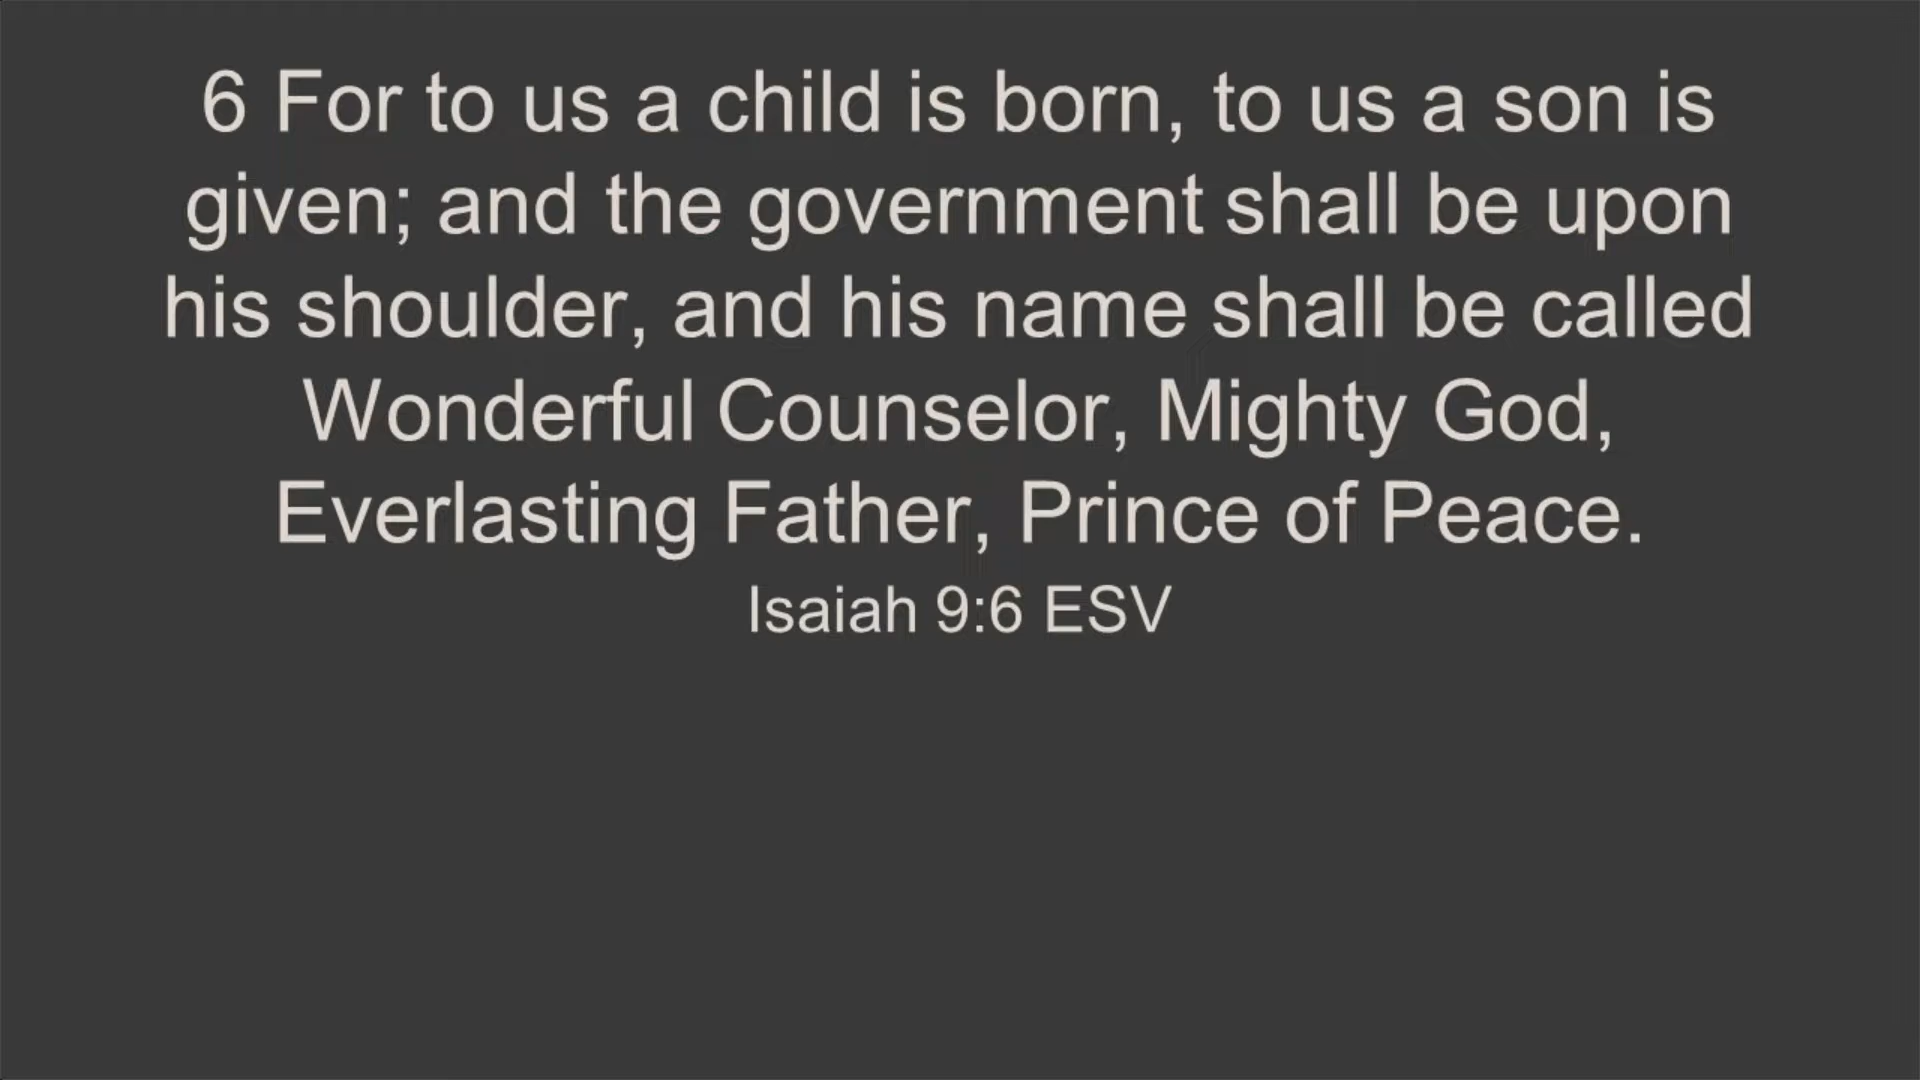 6 For to us a child is born, to us a son is
given; and the government shall be upon
his shoulder, and his name shall be called
Wonderful Counselor, Mighty God,
Everlasting Father, Prince of Peace.
Isaiah 9:6 ESV